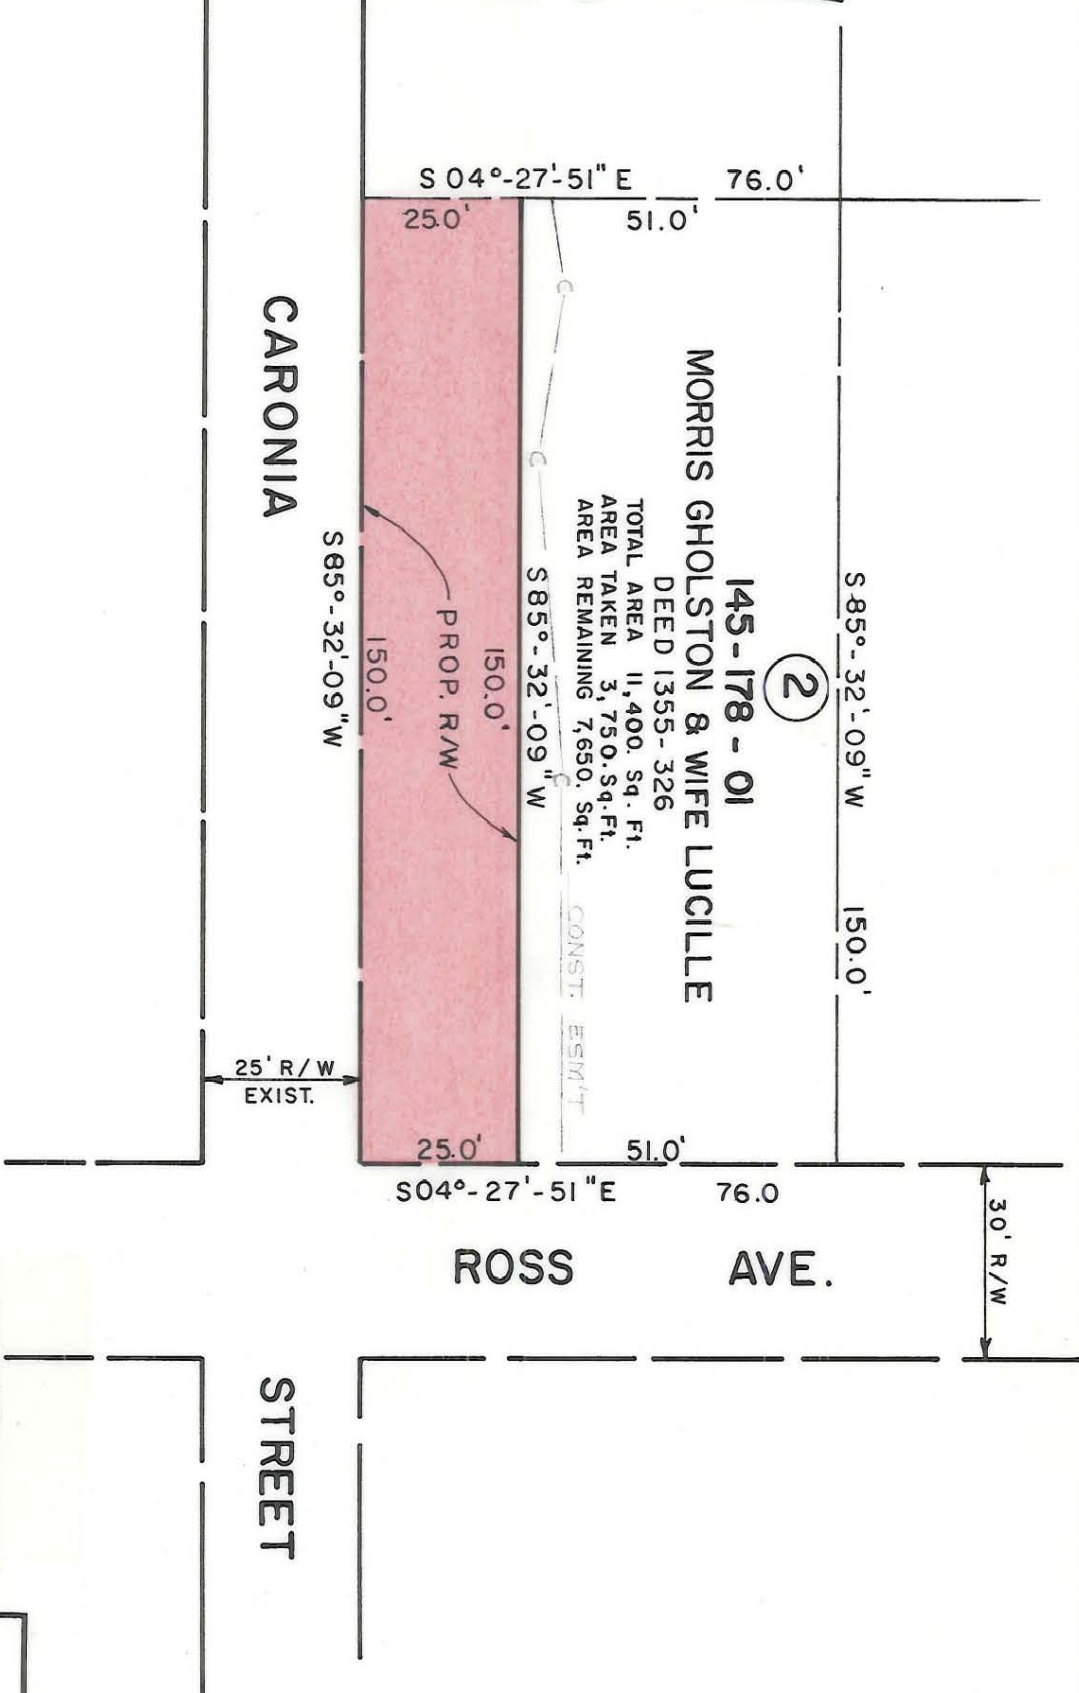 S 04°-27'-51" E 76.0'
25.0' 51.0'
CARONIA
S 85°-32'-09" W
150.0'
PROP. R/W
150.0'
S 85°-32'-09" W
C
C
C
CONST. ESM'T
2
145-178-01
MORRIS GHOLSTON & WIFE LUCILLE
DEED 1355-326
TOTAL AREA 11,400. Sq. Ft.
AREA TAKEN 3,750. Sq. Ft.
AREA REMAINING 7,650. Sq. Ft.
S 85°-32'-09" W 150.0'
25' R/W
EXIST.
25.0' 51.0'
S04°-27'-51"E 76.0
ROSS AVE.
30' R/W
STREET